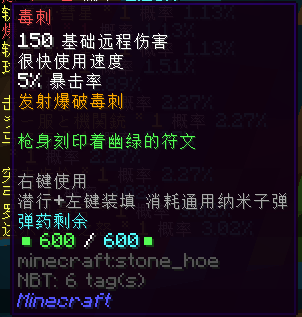 毒刺
150 基础远程伤害
很快使用速度
5% 暴击率
发射爆破毒刺
枪身刻印着幽绿的符文
右键使用
潜行+左键装填 消耗通用纳米子弹
弹药剩余
■ 600 / 600 ■
minecraft:stone_hoe
NBT: 6 tag(s)
Minecraft